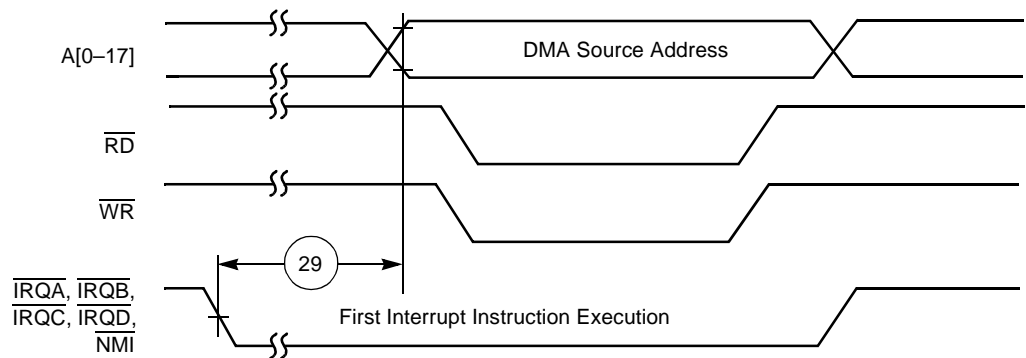 A[0–17]
DMA Source Address
RD
WR
29
IRQA, IRQB,
IRQC, IRQD,
NMI
First Interrupt Instruction Execution